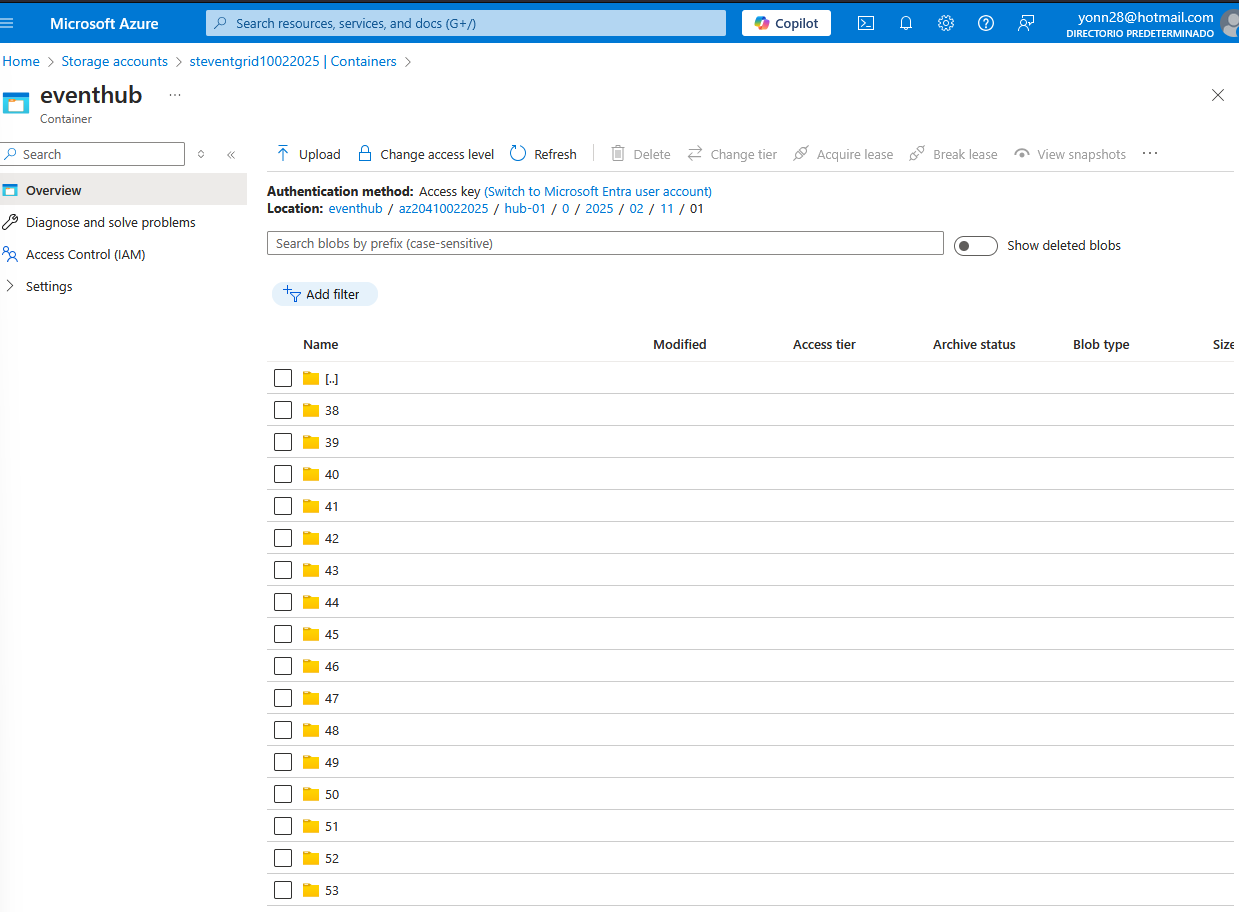 Microsoft Azure Search resources, services, and docs (G+/) Copilot yonn28@hotmail.com
DIRECTORIO PREDETERMINADO
Home > Storage accounts > steventgrid10022025 | Containers >
eventhub ...
Container
Search
Upload Change access level Refresh Delete Change tier Acquire lease Break lease View snapshots ...
Overview
Diagnose and solve problems
Access Control (IAM)
Settings
Authentication method: Access key (Switch to Microsoft Entra user account)
Location: eventhub / az20410022025 / hub-01 / 0 / 2025 / 02 / 11 / 01
Search blobs by prefix (case-sensitive) Show deleted blobs
Add filter
Name Modified Access tier Archive status Blob type Size
[..]
38
39
40
41
42
43
44
45
46
47
48
49
50
51
52
53